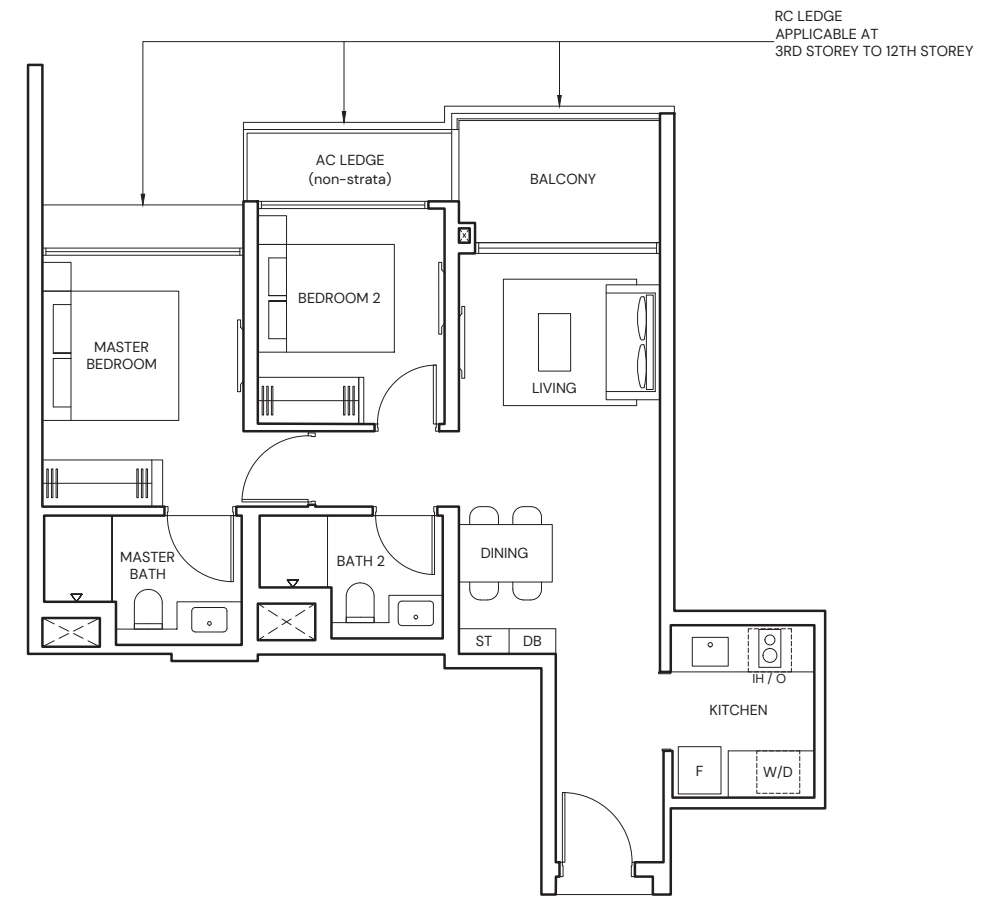 RC LEDGE
APPLICABLE AT
3RD STOREY TO 12TH STOREY
AC LEDGE
(non-strata)
BALCONY
BEDROOM 2
MASTER
BEDROOM
LIVING
MASTER
BATH
BATH 2
DINING
ST
DB
IH / O
KITCHEN
F
W/D